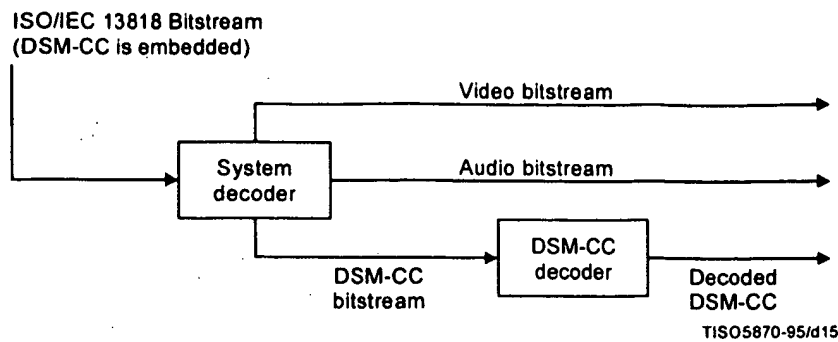 ISO/IEC 13818 Bitstream
(DSM-CC is embedded)
Video bitstream
System
decoder
Audio bitstream
DSM-CC
bitstream
DSM-CC
decoder
Decoded
DSM-CC
TISO5870-95/d15